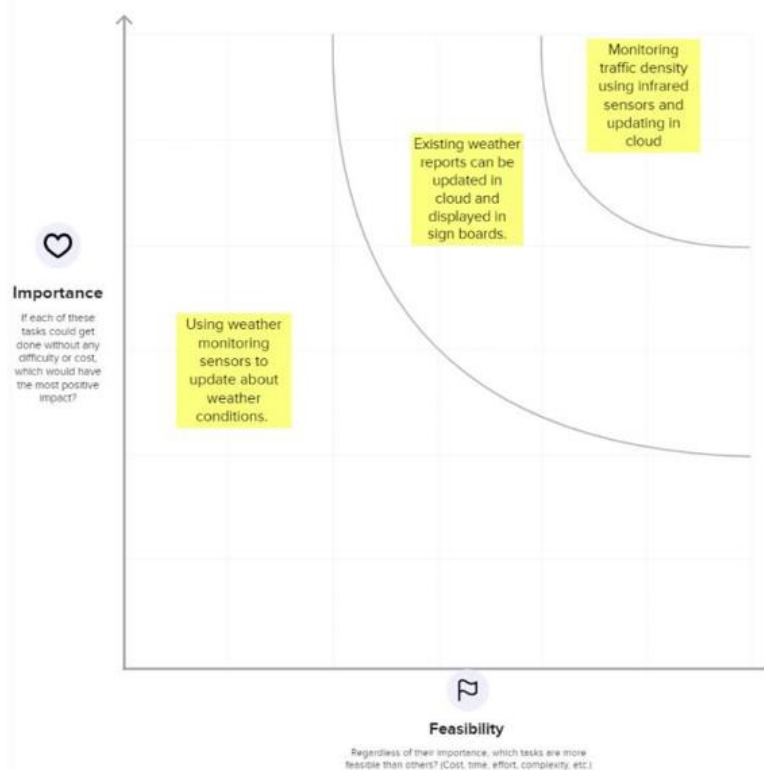 Monitoring
traffic density
using infrared
sensors and
updating in
cloud
Existing weather
reports can be
updated in
cloud and
displayed in
sign boards.
Importance
If each of these
tasks could get
done without any
difficulty or cost,
which would have
the most positive
impact?
Using weather
monitoring
sensors to
update about
weather
conditions.
Feasibility
Regardless of their importance, which tasks are more
feasible than others? (Cost, time, effort, complexity, etc.)